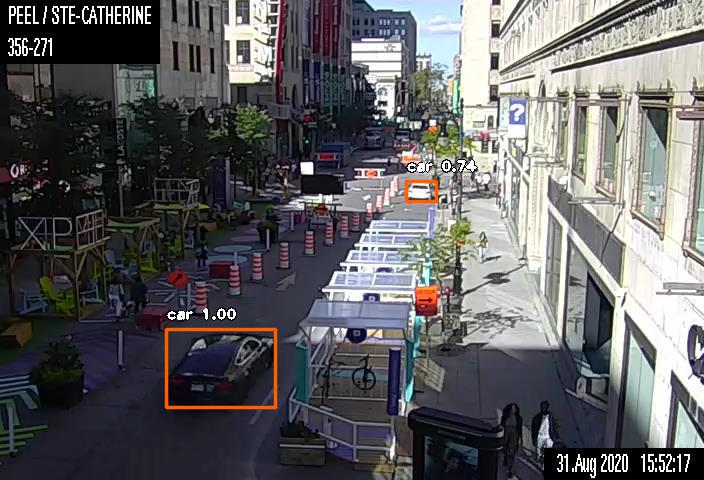 PEEL / STE-CATHERINE
356-271
car 0.74
car 1.00
?
31.Aug 2020 15:52:17